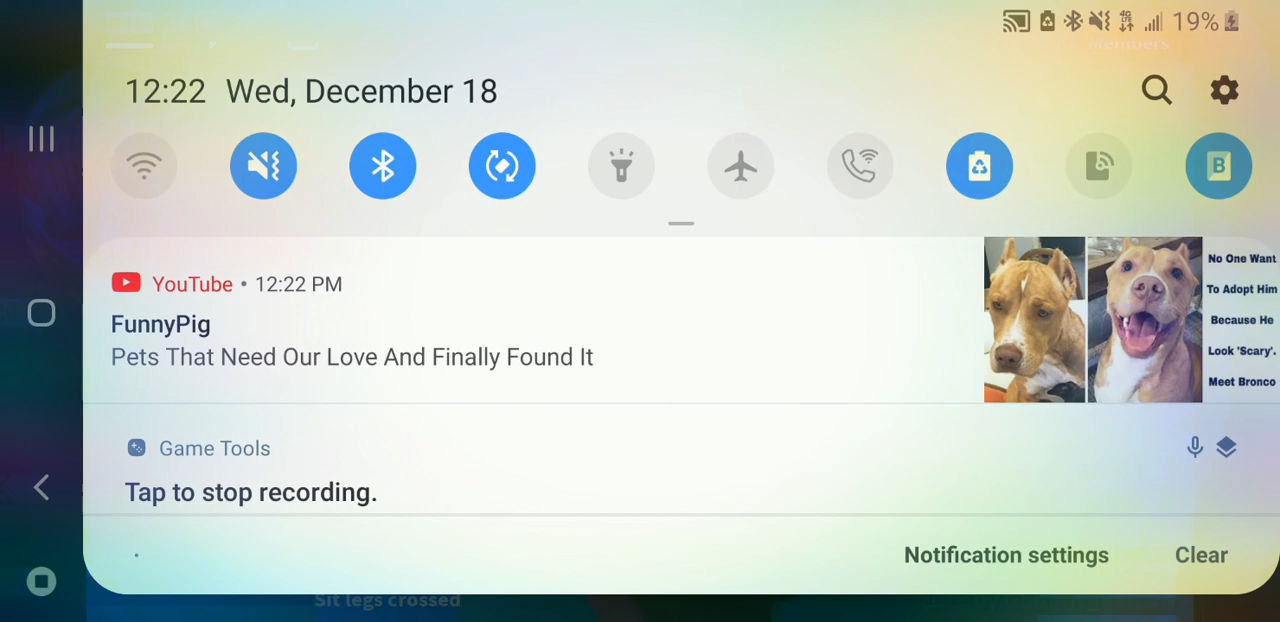 19%
Members
12:22 Wed, December 18
B
YouTube • 12:22 PM
FunnyPig
Pets That Need Our Love And Finally Found It
No One Want
To Adopt Him
Because He
Look 'Scary'.
Meet Bronco
Game Tools
Tap to stop recording.
Notification settings
Clear
Sit legs crossed